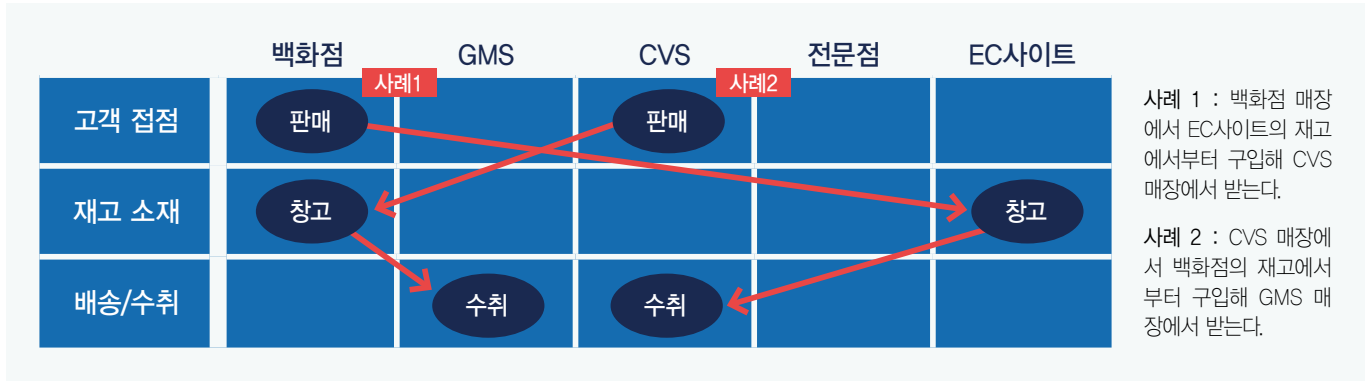 백화점 GMS CVS 전문점 EC사이트
사례1 사례2
고객 접점 판매 판매
재고 소재 창고 창고
배송/수취 수취 수취
사례 1 : 백화점 매장
에서 EC사이트의 재고
에서부터 구입해 CVS
매장에서 받는다.
사례 2 : CVS 매장에
서 백화점의 재고에서
부터 구입해 GMS 매
장에서 받는다.